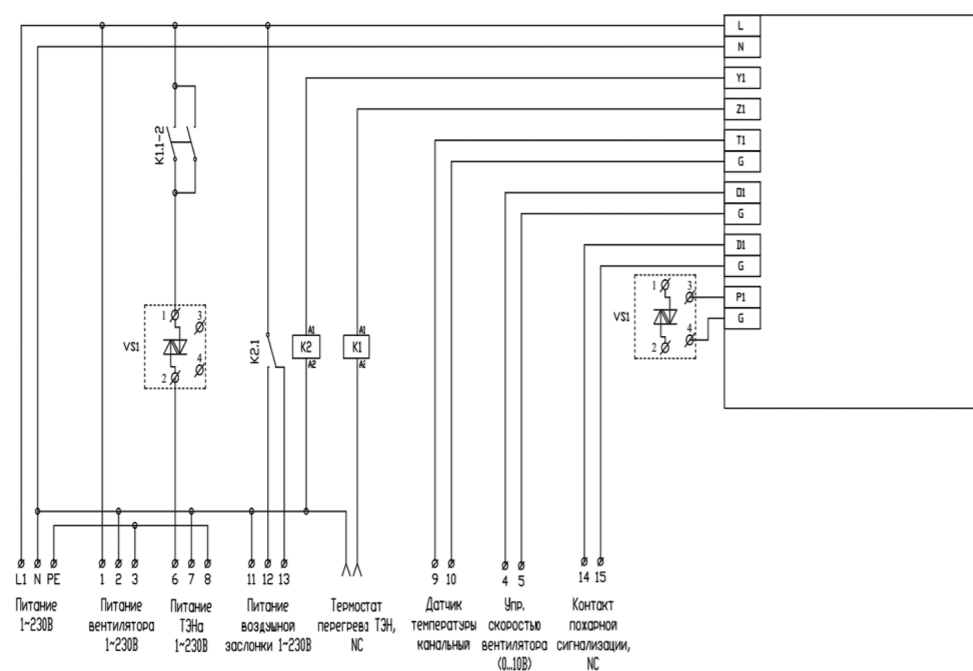 L
N
Y1
Z1
T1
G
O1
G
D1
G
P1
G
K1.1-2
VS1
1
3
4
2
K2.1
A1
K2
A2
A1
K1
A2
VS1
1
3
4
2
L1 N PE
1 2 3
6 7 8
11 12 13
9 10
4 5
14 15
Питание
1~230В
Питание
вентилятора
1~230В
Питание
ТЭНа
1~230В
Питание
воздушной
заслонки 1~230В
Термостат
перегрева ТЭН,
NC
Датчик
температуры
канальный
Упр.
скоростью
вентилятора
(0...10В)
Контакт
пожарной
сигнализации,
NC